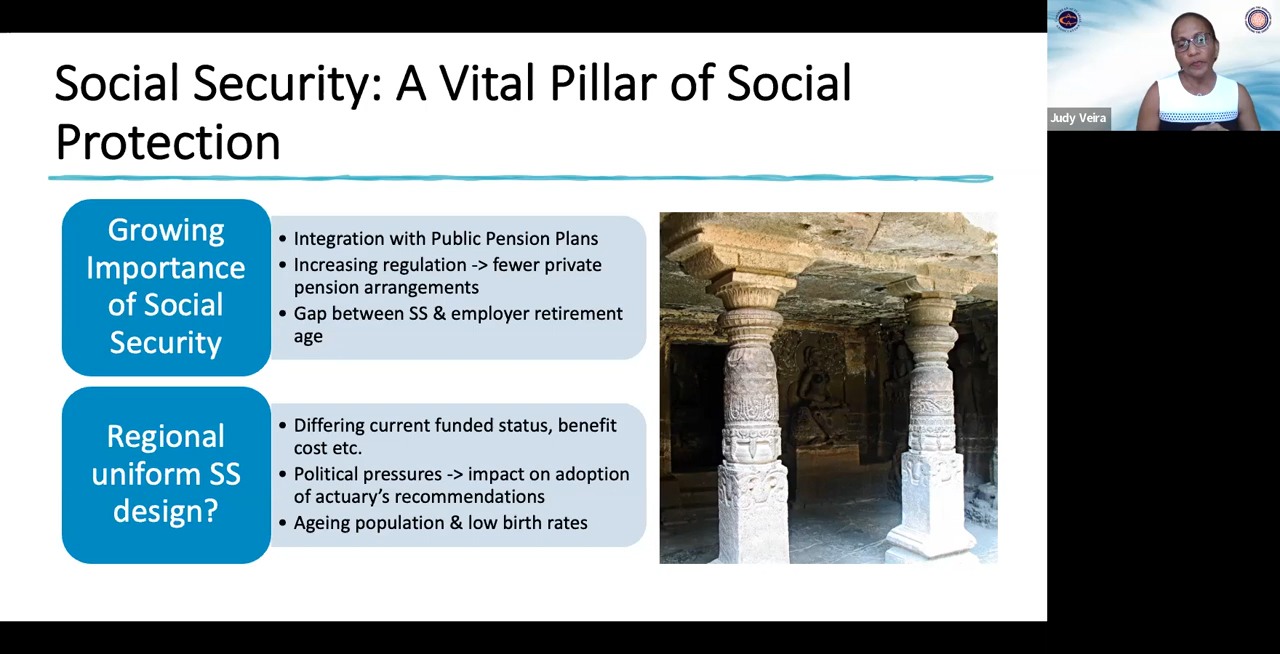 Social Security: A Vital Pillar of Social
Protection
Growing
Importance
of Social
Security
• Integration with Public Pension Plans
• Increasing regulation -> fewer private
pension arrangements
• Gap between SS & employer retirement
age
Regional
uniform SS
design?
• Differing current funded status, benefit
cost etc.
• Political pressures -> impact on adoption
of actuary's recommendations
• Ageing population & low birth rates
Judy Veira